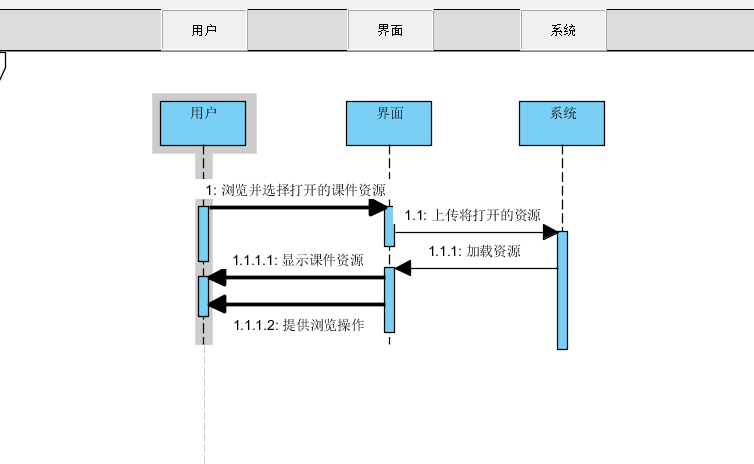 用户
界面
系统
用户
界面
系统
1: 浏览并选择打开的课件资源
1.1: 上传将打开的资源
1.1.1: 加载资源
1.1.1.1: 显示课件资源
1.1.1.2: 提供浏览操作